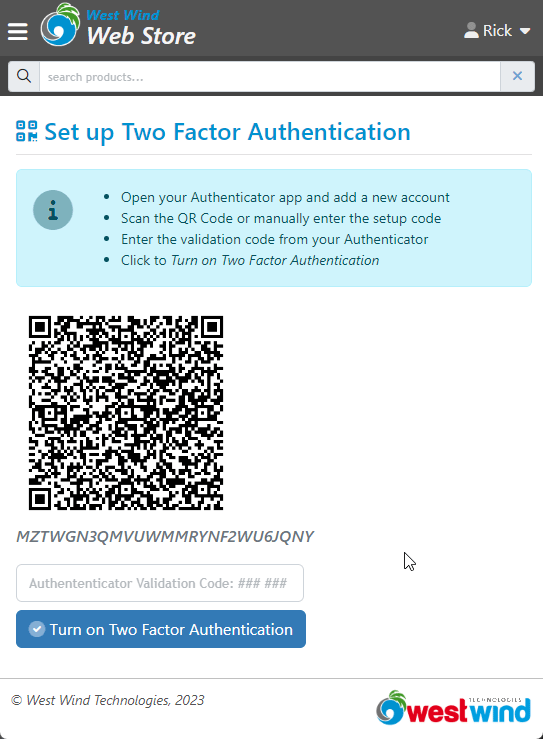 West Wind
Web Store
Rick
search products...
Set up Two Factor Authentication
Open your Authenticator app and add a new account
Scan the QR Code or manually enter the setup code
Enter the validation code from your Authenticator
Click to Turn on Two Factor Authentication
MZTWGN3QMVUWMMRYNF2WU6JQNY
Authententicator Validation Code: ### ###
Turn on Two Factor Authentication
© West Wind Technologies, 2023
TECHNOLOGIES
westwind